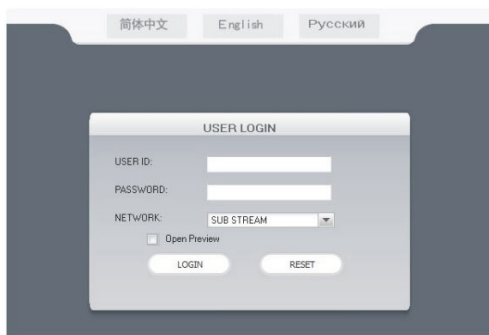 简体中文 English Русский
USER LOGIN
USER ID:
PASSWORD:
NETWORK: SUB STREAM
Open Preview
LOGIN RESET